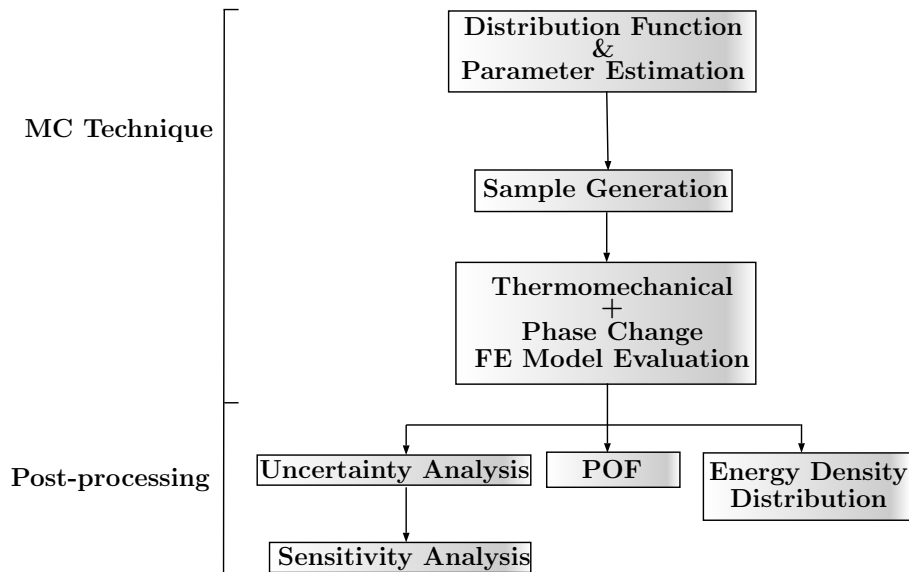 Distribution Function
&
Parameter Estimation
MC Technique
Sample Generation
Thermomechanical
+
Phase Change
FE Model Evaluation
Post-processing
Uncertainty Analysis
POF
Energy Density
Distribution
Sensitivity Analysis